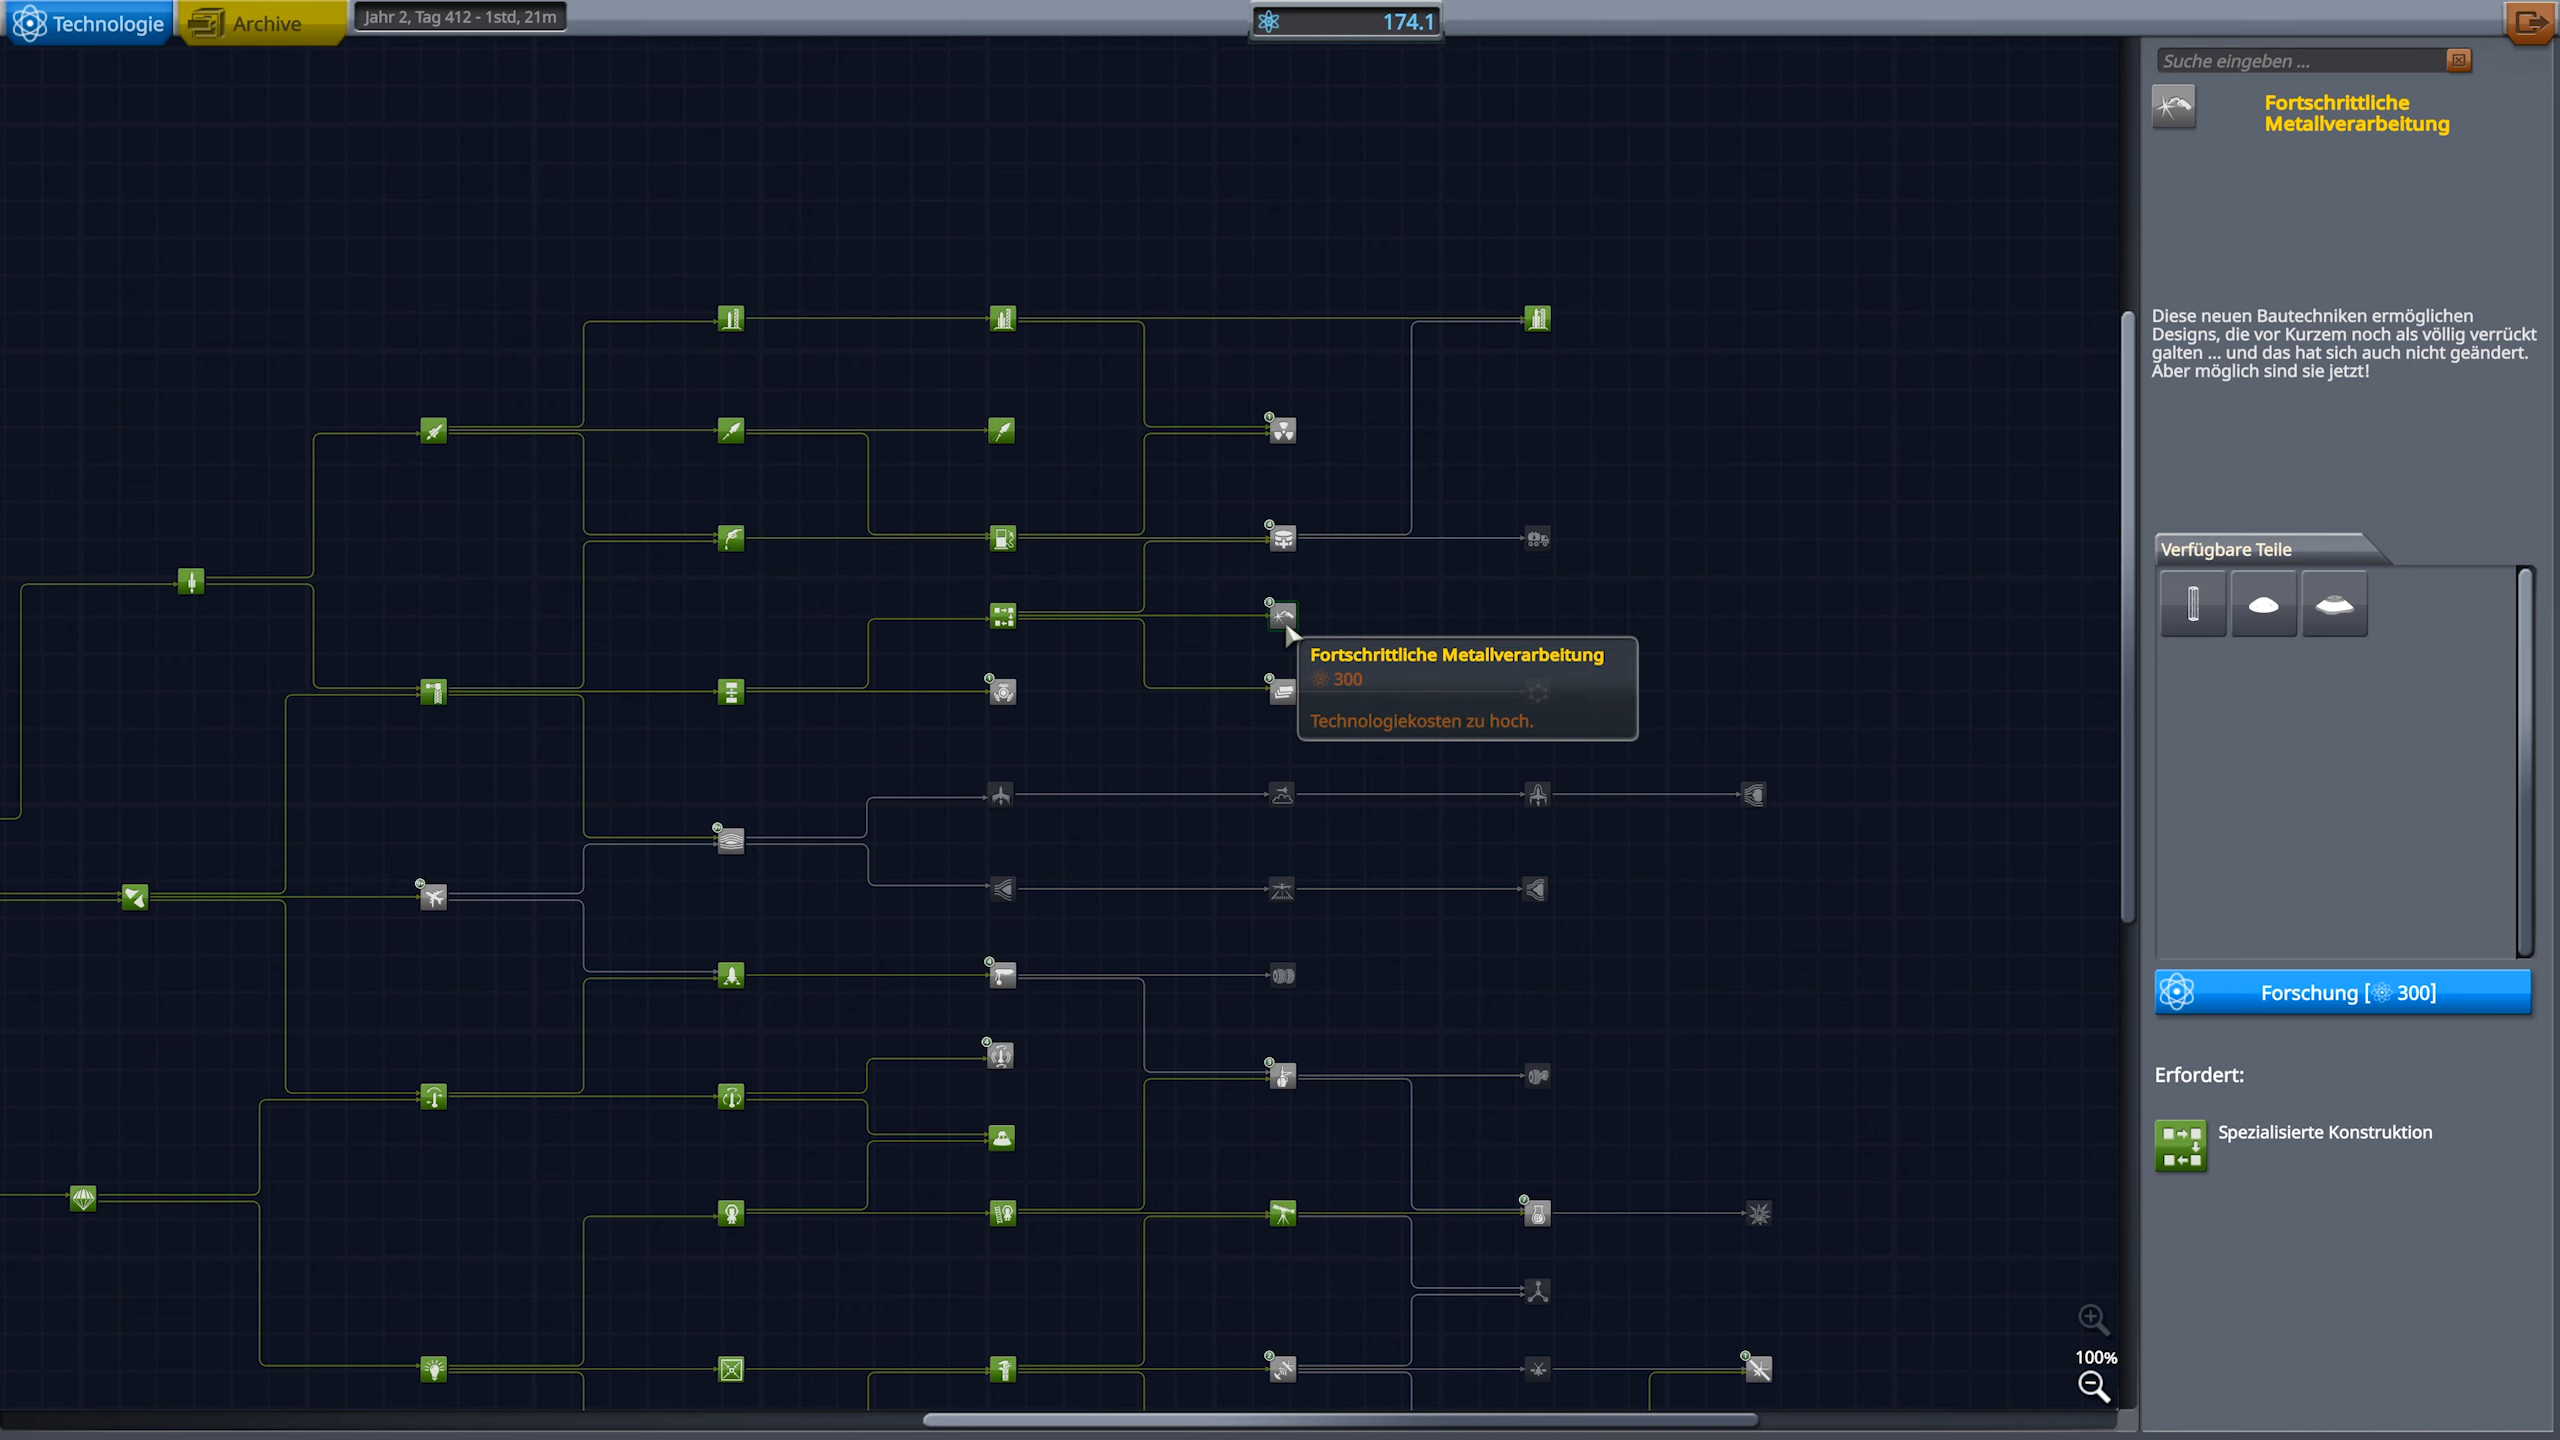 Technologie
Archive
Jahr 2, Tag 412 - 1std, 21m
174.1
Suche eingeben ...
Fortschrittliche
Metallverarbeitung
Diese neuen Bautechniken ermöglichen
Designs, die vor Kurzem noch als völlig verrückt
galten ... und das hat sich auch nicht geändert.
Aber möglich sind sie jetzt!
Fortschrittliche Metallverarbeitung
300
Technologiekosten zu hoch.
Verfügbare Teile
Forschung [300]
Erfordert:
Spezialisierte Konstruktion
100%